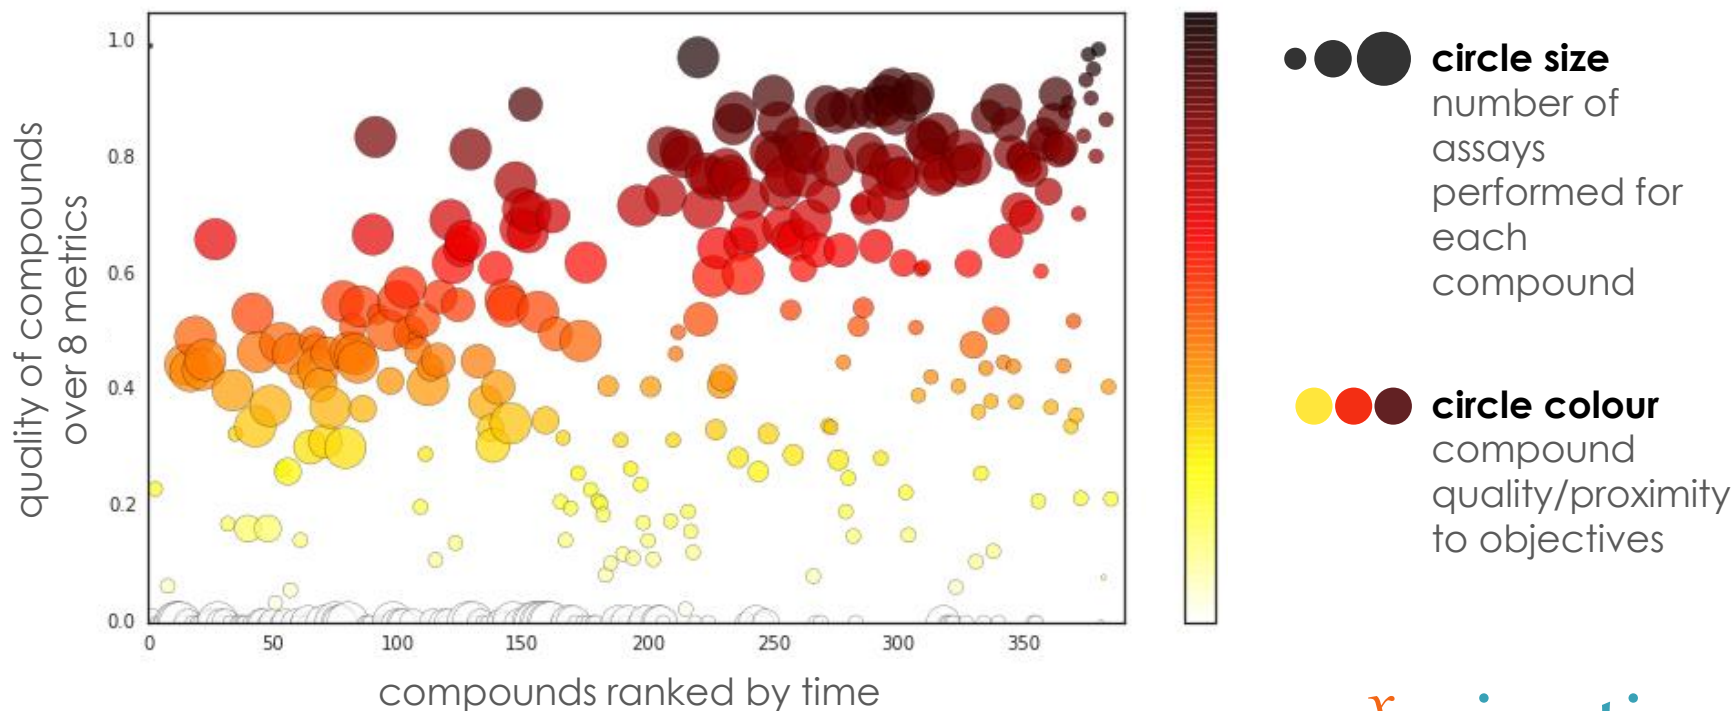 quality of compounds
over 8 metrics
1.0
0.8
0.6
0.4
0.2
0.0
0 50 100 150 200 250 300 350
compounds ranked by time
circle size
number of
assays
performed for
each
compound
circle colour
compound
quality/proximity
to objectives